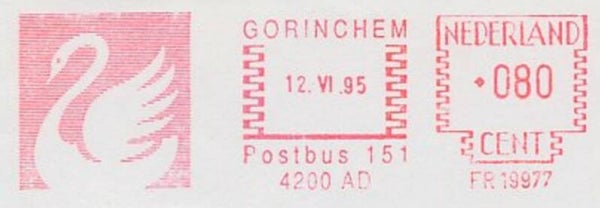 GORINCHEM
12.VI.95
Postbus 151
4200 AD
NEDERLAND
080
CENT
FR 19977